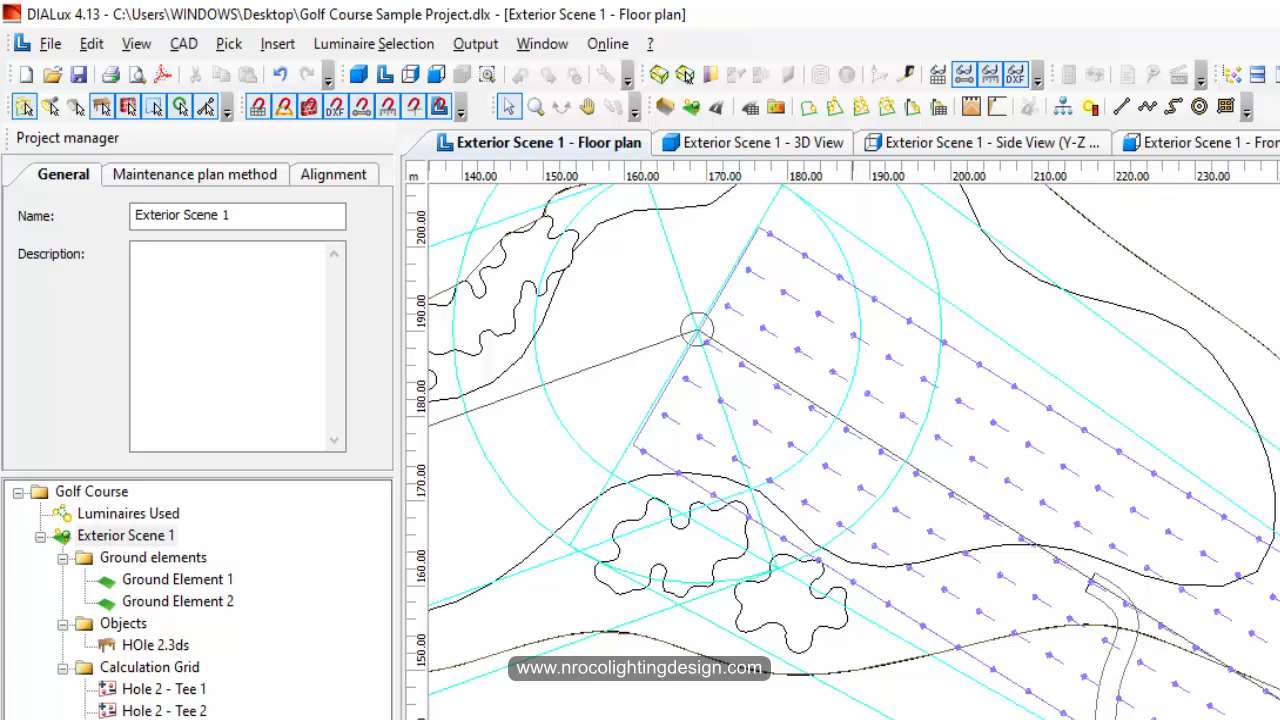 DIALux 4.13 - C:\Users\WINDOWS\Desktop\Golf Course Sample Project.dlx - [Exterior Scene 1 - Floor plan]
File Edit View CAD Pick Insert Luminaire Selection Output Window Online ?
DXF
DXF
Project manager
Exterior Scene 1 - Floor plan Exterior Scene 1 - 3D View Exterior Scene 1 - Side View (Y-Z ... Exterior Scene 1 - Fron
General Maintenance plan method Alignment
m 140.00 150.00 160.00 170.00 180.00 190.00 200.00 210.00 220.00 230.00
Name: Exterior Scene 1
Description:
200.00
190.00
180.00
170.00
160.00
150.00
Golf Course
Luminaires Used
Exterior Scene 1
Ground elements
Ground Element 1
Ground Element 2
Objects
HOle 2.3ds
Calculation Grid
Hole 2 - Tee 1
Hole 2 - Tee 2
www.nrocolightingdesign.com